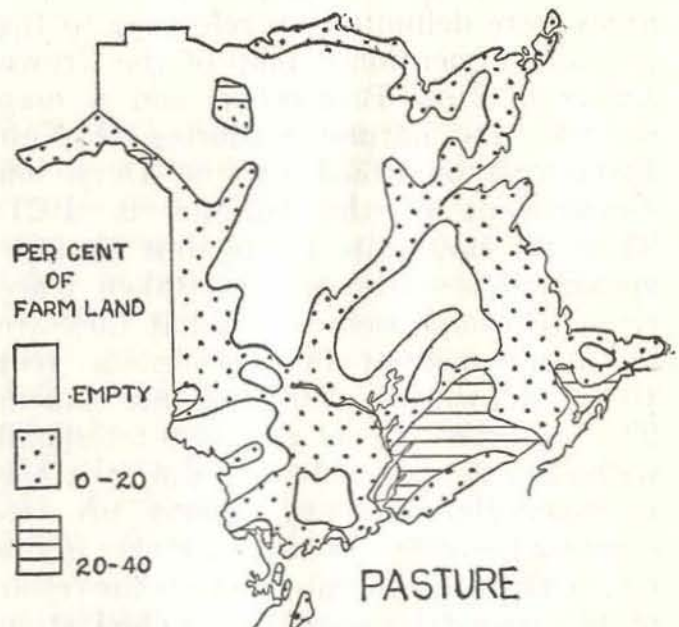 PER CENT
OF
FARM LAND
EMPTY
0-20
20-40
PASTURE